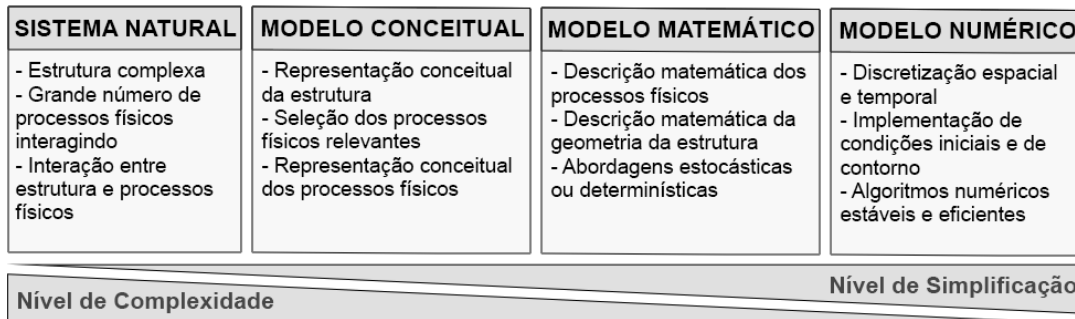 SISTEMA NATURAL
- Estrutura complexa
- Grande número de
processos físicos
interagindo
- Interação entre
estrutura e processos
físicos
MODELO CONCEITUAL
- Representação conceitual
da estrutura
- Seleção dos processos
físicos relevantes
- Representação conceitual
dos processos físicos
MODELO MATEMÁTICO
- Descrição matemática dos
processos físicos
- Descrição matemática da
geometria da estrutura
- Abordagens estocásticas
ou determinísticas
MODELO NUMÉRICO
- Discretização espacial
e temporal
- Implementação de
condições iniciais e de
contorno
- Algoritmos numéricos
estáveis e eficientes
Nível de Simplificação
Nível de Complexidade